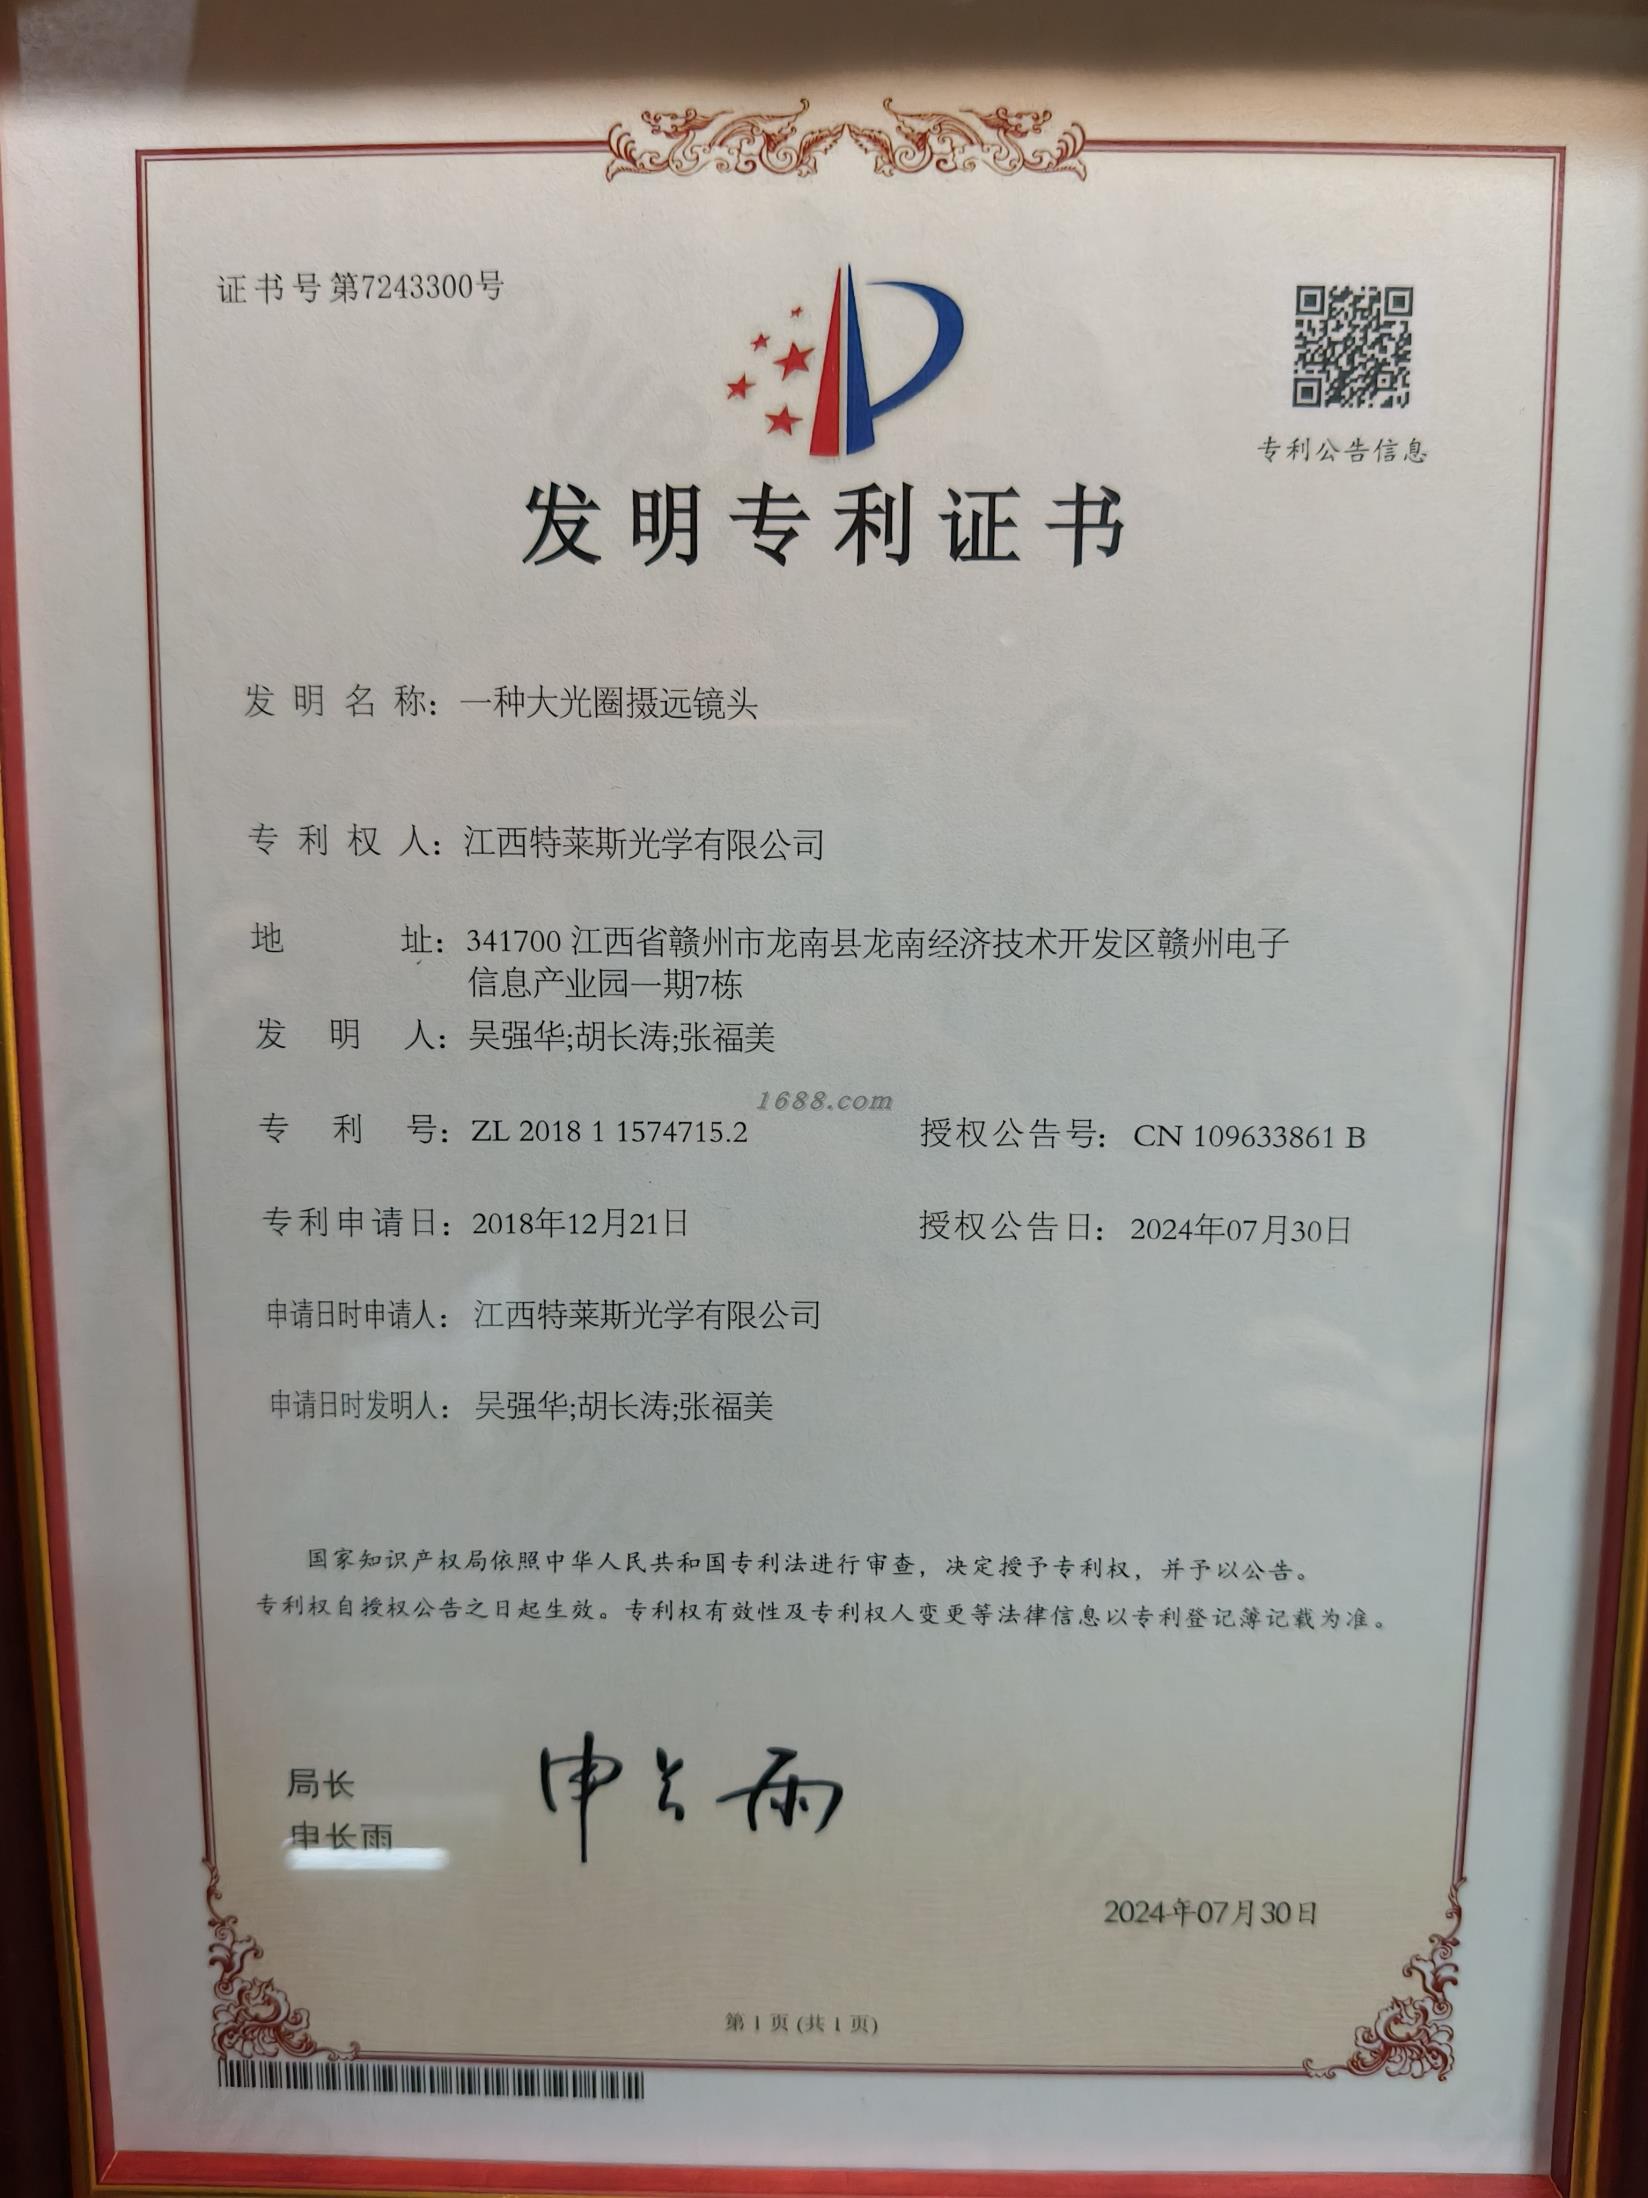 证书号第7243300号
专利公告信息
发明专利证书
发明名称：一种大光圈摄远镜头
专利权人：江西特莱斯光学有限公司
地址：341700 江西省赣州市龙南县龙南经济技术开发区赣州电子
信息产业园一期7栋
发明人：吴强华;胡长涛;张福美
1688.com
专利号：ZL 2018 1 1574715.2 授权公告号：CN 109633861 B
专利申请日：2018年12月21日 授权公告日：2024年07月30日
申请日时申请人：江西特莱斯光学有限公司
申请日时发明人：吴强华;胡长涛;张福美
国家知识产权局依照中华人民共和国专利法进行审查，决定授予专利权，并予以公告。
专利权自授权公告之日起生效。专利权有效性及专利权人变更等法律信息以专利登记簿记载为准。
局长
申长雨
申长雨
2024年07月30日
第1页(共1页)